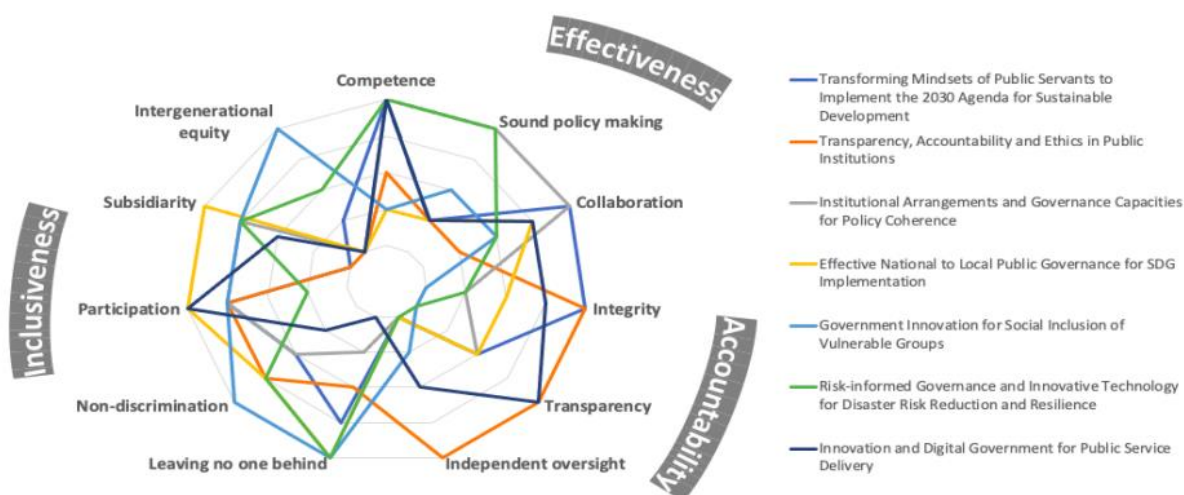 Effectiveness
Competence
Intergenerational
equity
Sound policy making
Subsidiarity
Collaboration
Inclusiveness
Participation
Integrity
Accountability
Non-discrimination
Transparency
Leaving no one behind
Independent oversight
Transforming Mindsets of Public Servants to
Implement the 2030 Agenda for Sustainable
Development
Transparency, Accountability and Ethics in Public
Institutions
Institutional Arrangements and Governance Capacities
for Policy Coherence
Effective National to Local Public Governance for SDG
Implementation
Government Innovation for Social Inclusion of
Vulnerable Groups
Risk-informed Governance and Innovative Technology
for Disaster Risk Reduction and Resilience
Innovation and Digital Government for Public Service
Delivery